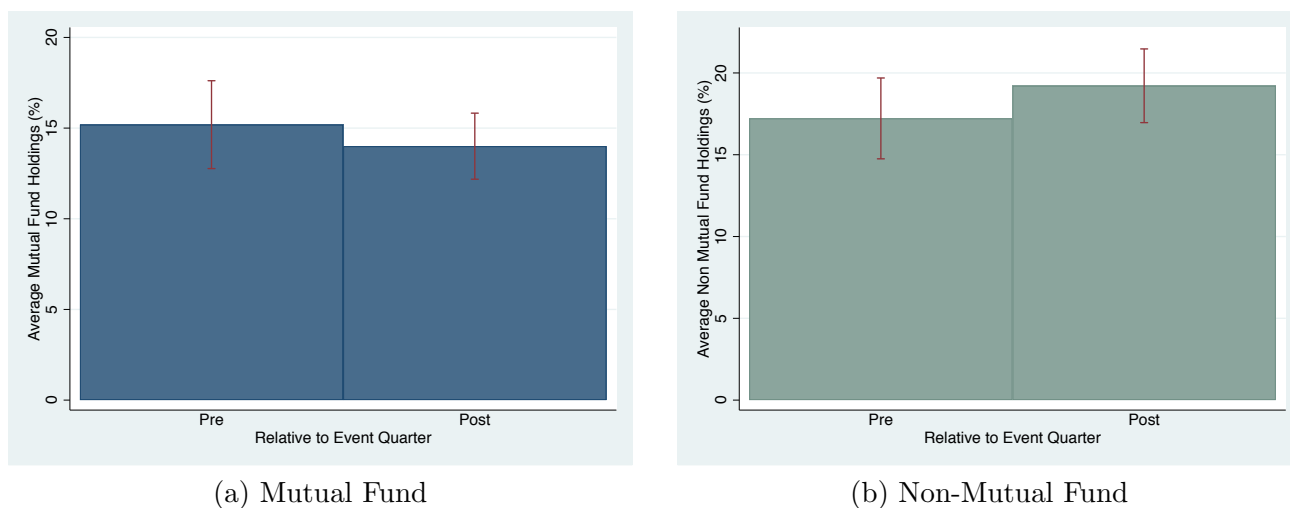 Average Mutual Fund Holdings (%)
20
15
10
5
0
Pre
Post
Relative to Event Quarter
(a) Mutual Fund
Average Non Mutual Fund Holdings (%)
20
15
10
5
0
Pre
Post
Relative to Event Quarter
(b) Non-Mutual Fund